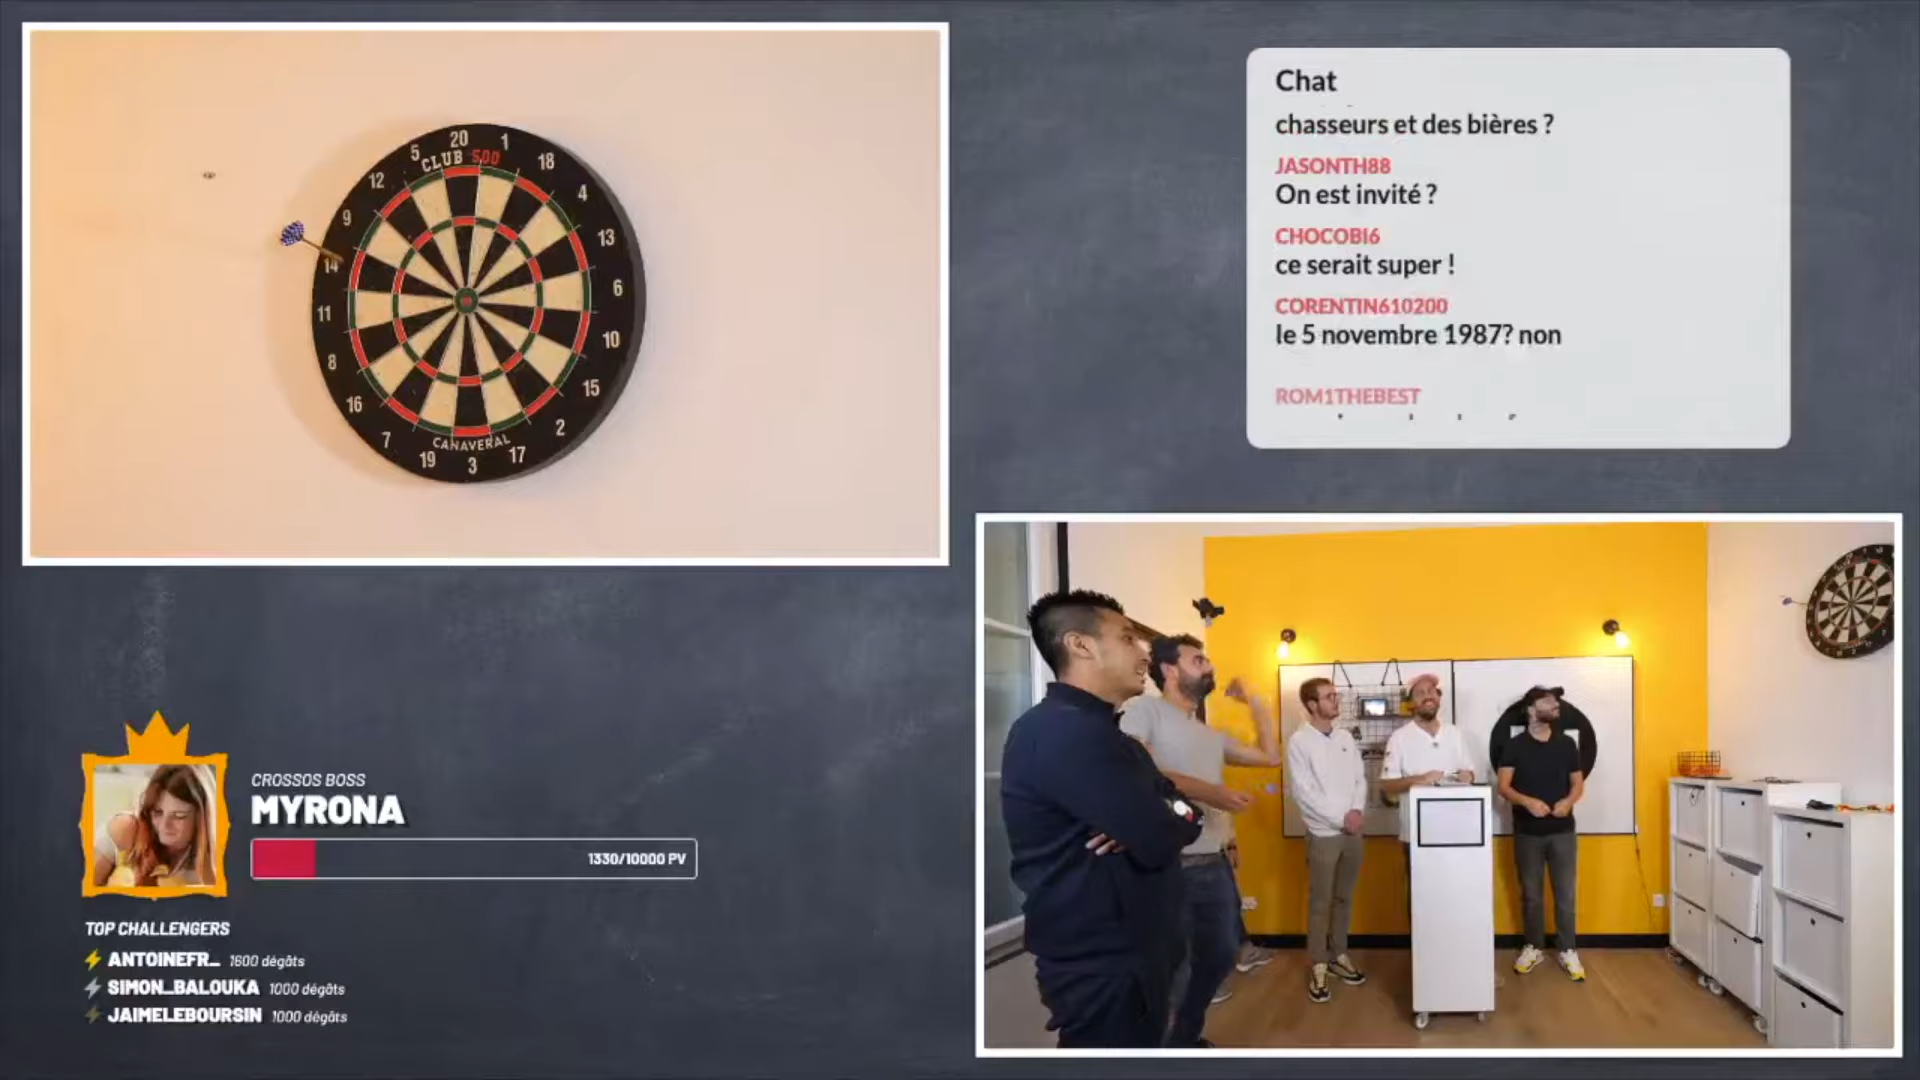 20
1
18
4
13
6
10
15
2
17
3
19
7
16
8
11
14
9
12
5
CLUB 500
CANAVERAL
Chat
chasseurs et des bières ?
JASONTH88
On est invité ?
CHOCOBI6
ce serait super !
CORENTIN610200
le 5 novembre 1987? non
ROM1THEBEST
CROSSOS BOSS
MYRONA
1330/10000 PV
TOP CHALLENGERS
ANTOINEFR_ 1600 dégâts
SIMON_BALOUKA 1000 dégâts
JAIMELEBOURSIN 1000 dégâts